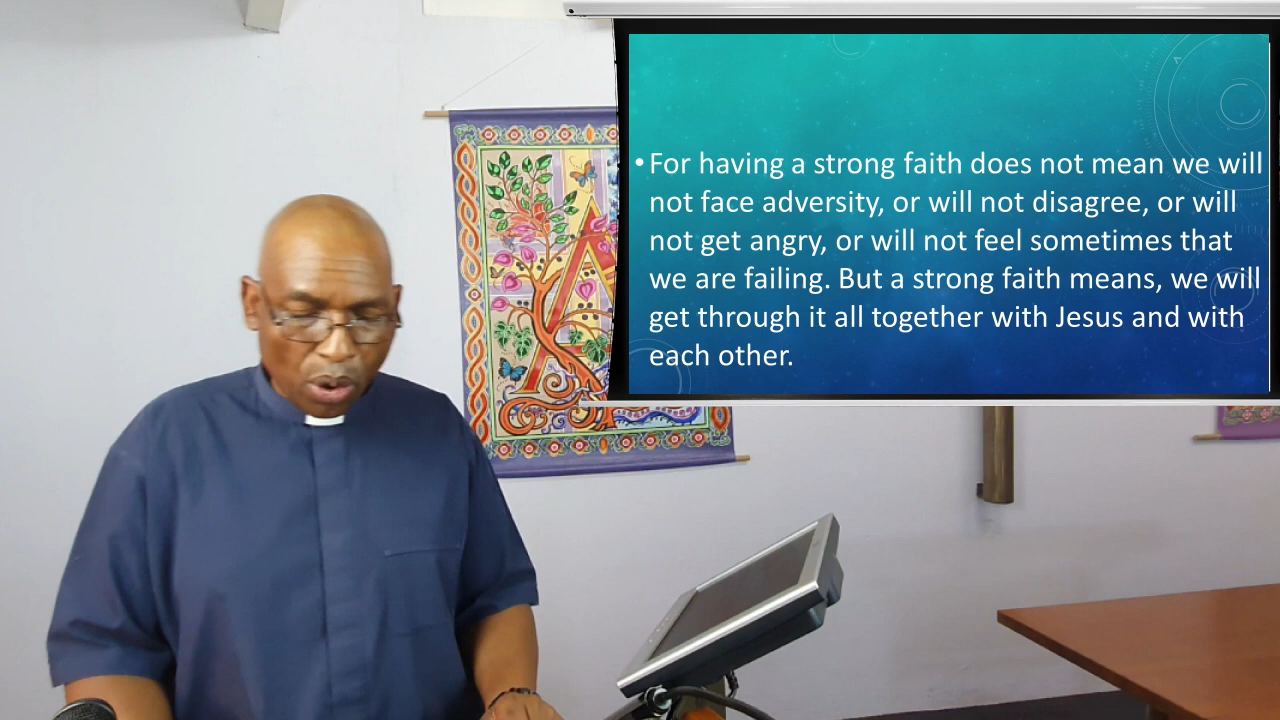 • For having a strong faith does not mean we will
not face adversity, or will not disagree, or will
not get angry, or will not feel sometimes that
we are failing. But a strong faith means, we will
get through it all together with Jesus and with
each other.